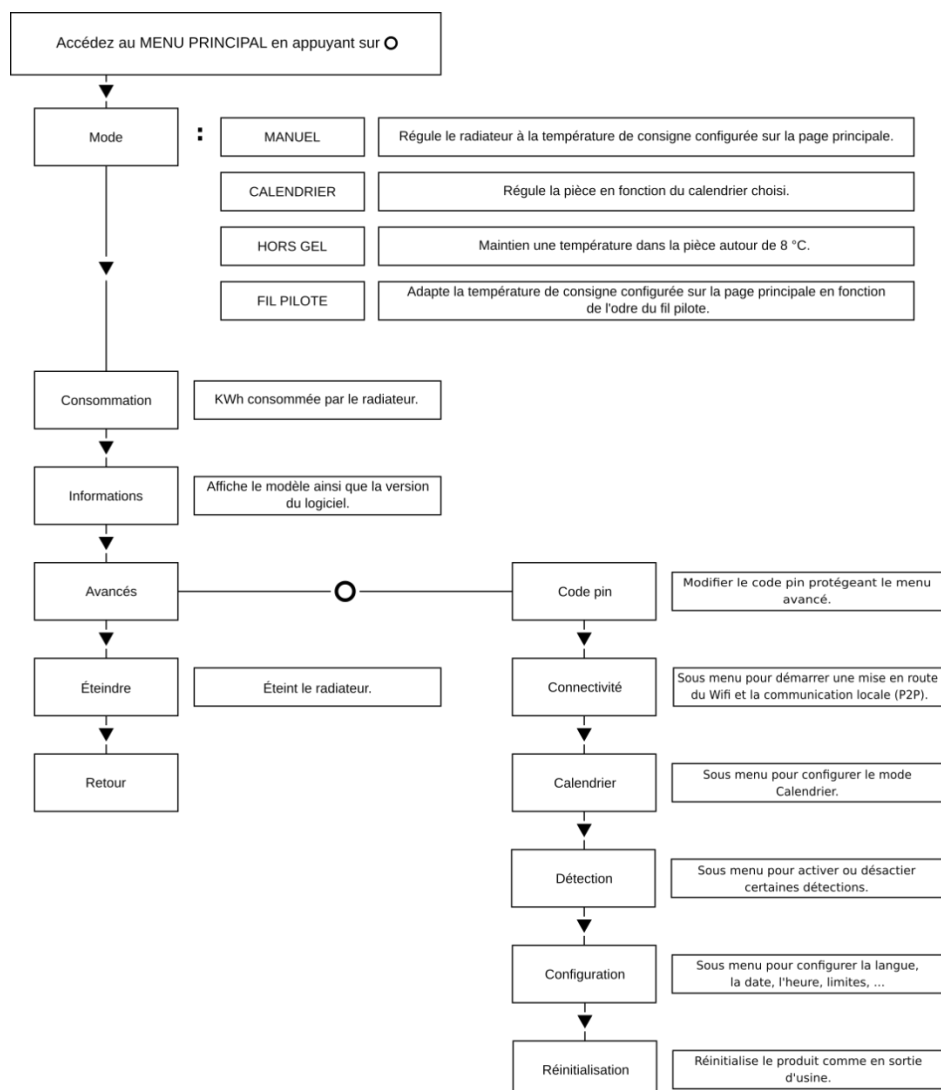 Accédez au MENU PRINCIPAL en appuyant sur
Mode
:
MANUEL
Régule le radiateur à la température de consigne configurée sur la page principale.
CALENDRIER
Régule la pièce en fonction du calendrier choisi.
HORS GEL
Maintien une température dans la pièce autour de 8 °C.
FIL PILOTE
Adapte la température de consigne configurée sur la page principale en fonction
de l'odre du fil pilote.
Consommation
KWh consommée par le radiateur.
Informations
Affiche le modèle ainsi que la version
du logiciel.
Avancés
Code pin
Modifier le code pin protégeant le menu
avancé.
Éteindre
Éteint le radiateur.
Connectivité
Sous menu pour démarrer une mise en route
du Wifi et la communication locale (P2P).
Retour
Calendrier
Sous menu pour configurer le mode
Calendrier.
Détection
Sous menu pour activer ou désactier
certaines détections.
Configuration
Sous menu pour configurer la langue,
la date, l'heure, limites, ...
Réinitialisation
Réinitialise le produit comme en sortie
d'usine.